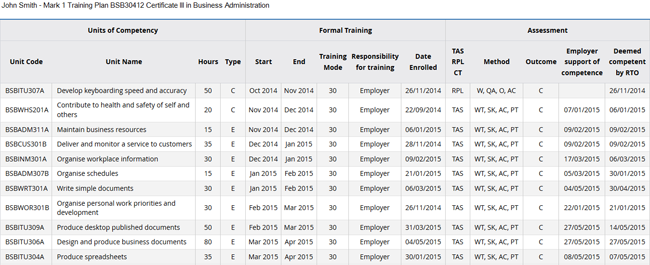 John Smith - Mark 1 Training Plan BSB30412 Certificate III in Business Administration
Units of Competency Formal Training Assessment
Unit Code Unit Name Hours Type Start End Training Mode Responsibility for training Date Enrolled TAS RPL CT Method Outcome Employer support of competence Deemed competent by RTO
BSBITU307A Develop keyboarding speed and accuracy 50 C Oct 2014 Nov 2014 30 Employer 26/11/2014 RPL W, QA, O, AC C 26/11/2014
BSBWHS201A Contribute to health and safety of self and others 20 C Nov 2014 Dec 2014 30 Employer 22/09/2014 TAS WT, SK, AC, PT C 07/01/2015 06/01/2015
BSBADM311A Maintain business resources 15 E Nov 2014 Dec 2014 30 Employer 06/01/2015 TAS WT, SK, AC, PT C 09/02/2015 09/02/2015
BSBCUS301B Deliver and monitor a service to customers 35 E Dec 2014 Jan 2015 30 Employer 28/11/2014 TAS WT, SK, AC, PT C 09/02/2015 09/02/2015
BSBINM301A Organise workplace information 30 E Dec 2014 Jan 2015 30 Employer 09/02/2015 TAS WT, SK, AC, PT C 17/03/2015 06/03/2015
BSBADM307B Organise schedules 15 E Jan 2015 Feb 2015 30 Employer 21/01/2015 TAS WT, SK, AC, PT C 05/03/2015 30/01/2015
BSBWRT301A Write simple documents 30 E Jan 2015 Feb 2015 30 Employer 06/03/2015 TAS WT, SK, AC, PT C 04/05/2015 30/04/2015
BSBWOR301B Organise personal work priorities and development 30 E Feb 2015 Mar 2015 30 Employer 26/11/2014 TAS WT, SK, AC, PT C 22/01/2015 21/01/2015
BSBITU309A Produce desktop published documents 50 E Feb 2015 Mar 2015 30 Employer 31/03/2015 TAS WT, SK, AC, PT C 27/05/2015 14/05/2015
BSBITU306A Design and produce business documents 80 E Mar 2015 Apr 2015 30 Employer 04/05/2015 TAS WT, SK, AC, PT C 27/05/2015 27/05/2015
BSBITU304A Produce spreadsheets 35 E Mar 2015 Apr 2015 30 Employer 30/01/2015 TAS WT, SK, AC, PT C 08/05/2015 07/05/2015